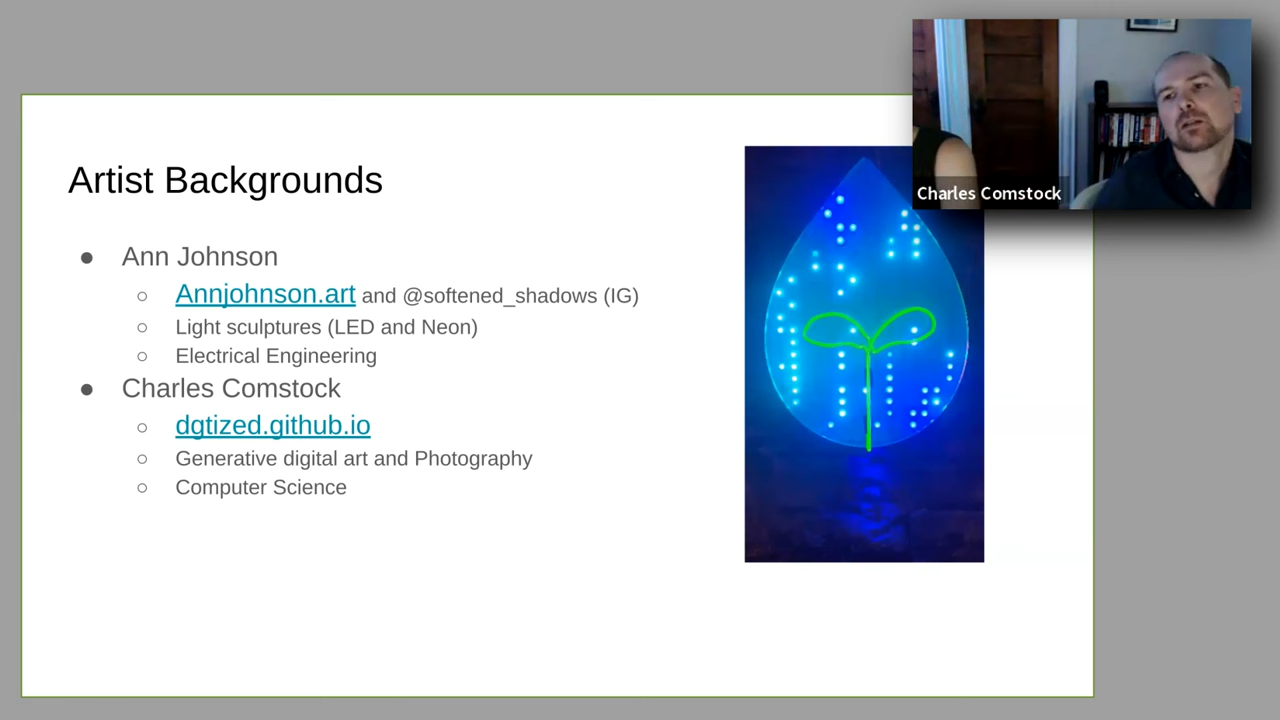 Charles Comstock
Artist Backgrounds
● Ann Johnson
○ Annjohnson.art and @softened_shadows (IG)
○ Light sculptures (LED and Neon)
○ Electrical Engineering
● Charles Comstock
○ dgtized.github.io
○ Generative digital art and Photography
○ Computer Science